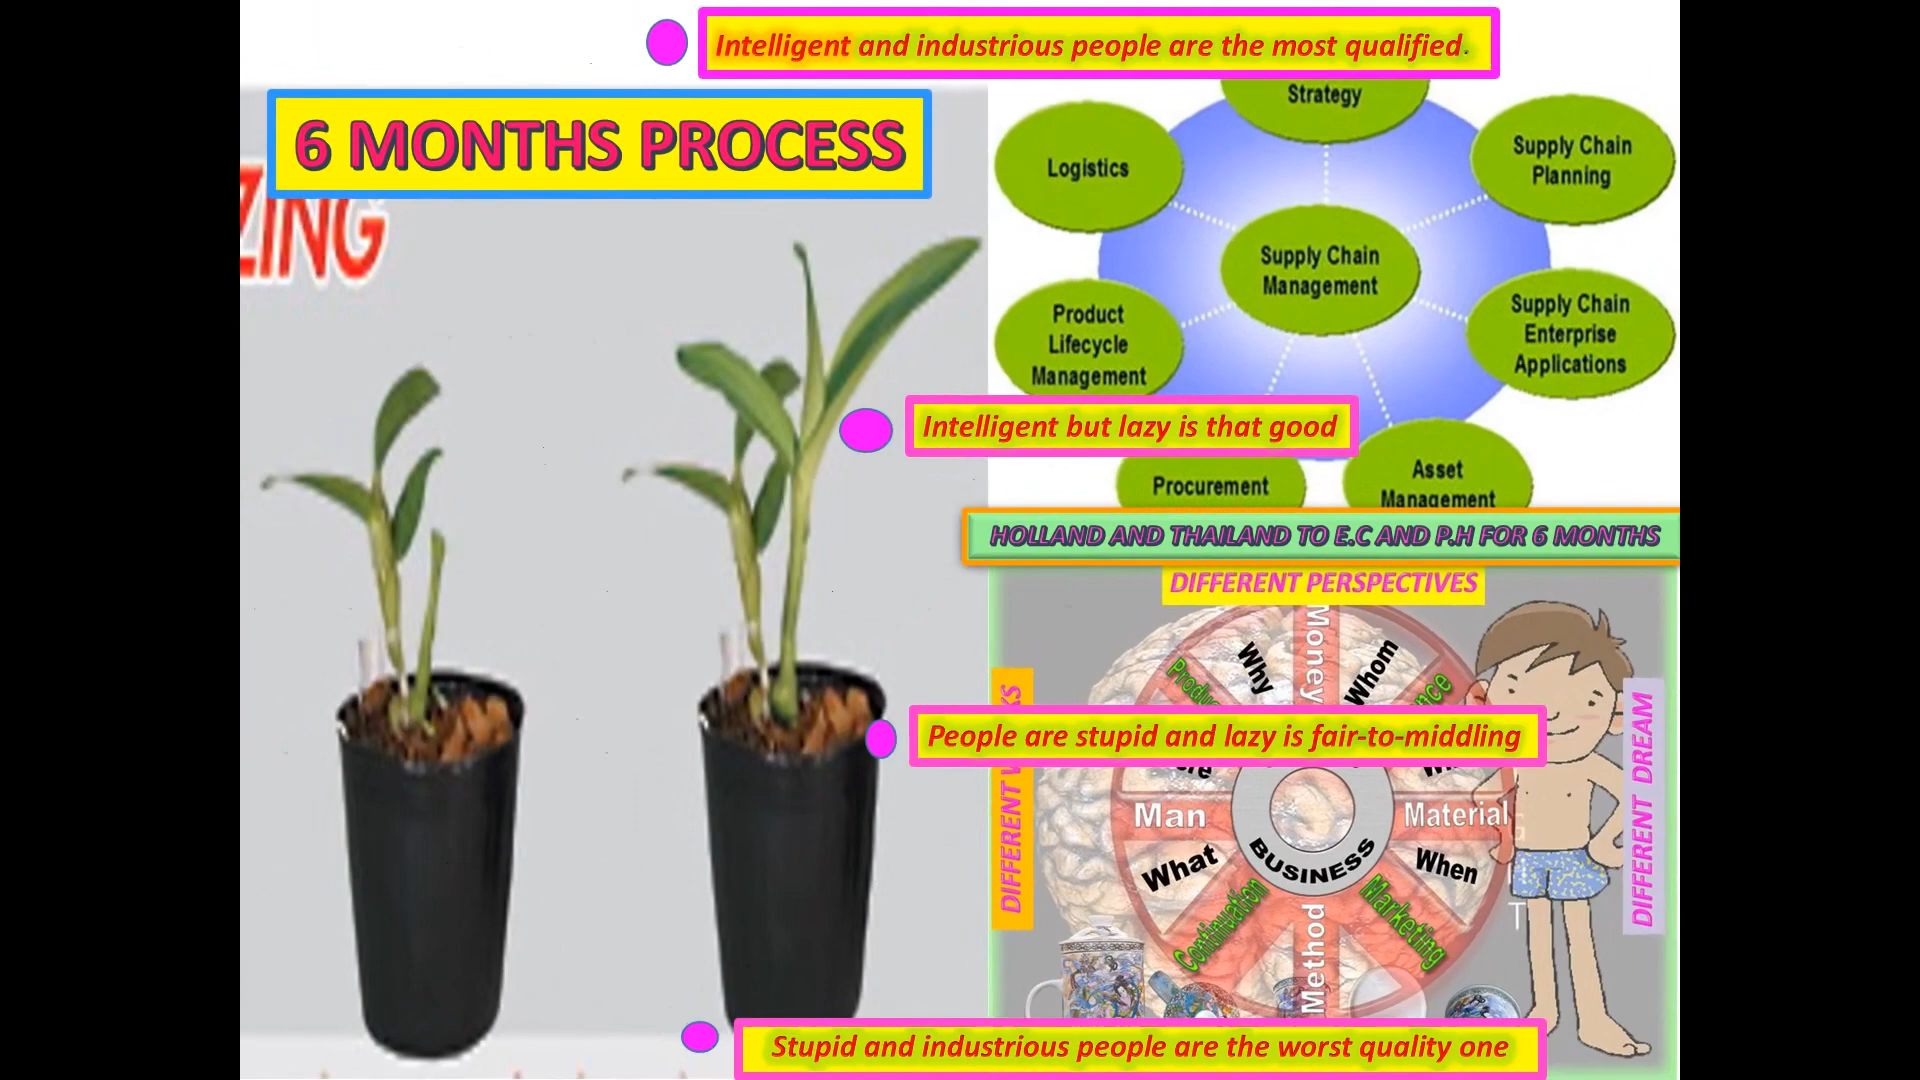 Intelligent and industrious people are the most qualified.
6 MONTHS PROCESS
ZING
Strategy
Logistics
Supply Chain
Planning
Supply Chain
Management
Product
Lifecycle
Management
Supply Chain
Enterprise
Applications
Intelligent but lazy is that good
Procurement
Asset
Management
HOLLAND AND THAILAND TO E.C AND P.H FOR 6 MONTHS
DIFFERENT PERSPECTIVES
Money
Why
Whom
People are stupid and lazy is fair-to-middling
DIFFERENT
DIFFERENT DREAM
Man
Material
What
BUSINESS
When
Continuation
Marketing
Method
T
Stupid and industrious people are the worst quality one